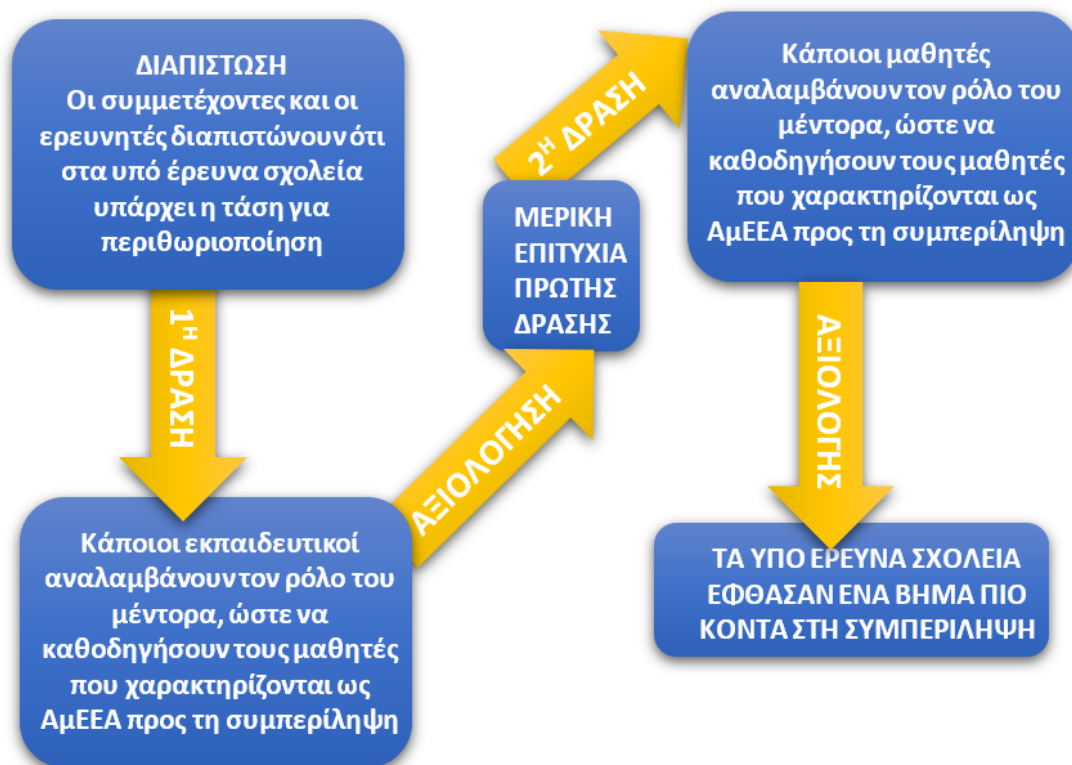 ΔΙΑΠΙΣΤΩΣΗ
Οι συμμετέχοντες και οι
ερευνητές διαπιστώνουν ότι
στα υπό έρευνα σχολεία
υπάρχει η τάση για
περιθωριοποίηση
1Η ΔΡΑΣΗ
Κάποιοι εκπαιδευτικοί
αναλαμβάνουν τον ρόλο του
μέντορα, ώστε να
καθοδηγήσουν τους μαθητές
που χαρακτηρίζονται ως
ΑμΕΕΑ προς τη συμπερίληψη
ΑΞΙΟΛΟΓΗΣΗ
ΜΕΡΙΚΗ
ΕΠΙΤΥΧΙΑ
ΠΡΩΤΗΣ
ΔΡΑΣΗΣ
2Η ΔΡΑΣΗ
Κάποιοι μαθητές
αναλαμβάνουν τον ρόλο του
μέντορα, ώστε να
καθοδηγήσουν τους μαθητές
που χαρακτηρίζονται ως
ΑμΕΕΑ προς τη συμπερίληψη
ΑΞΙΟΛΟΓΗΣ
ΤΑ ΥΠΟ ΕΡΕΥΝΑ ΣΧΟΛΕΙΑ
ΕΦΘΑΣΑΝ ΕΝΑ ΒΗΜΑ ΠΙΟ
ΚΟΝΤΑ ΣΤΗ ΣΥΜΠΕΡΙΛΗΨΗ